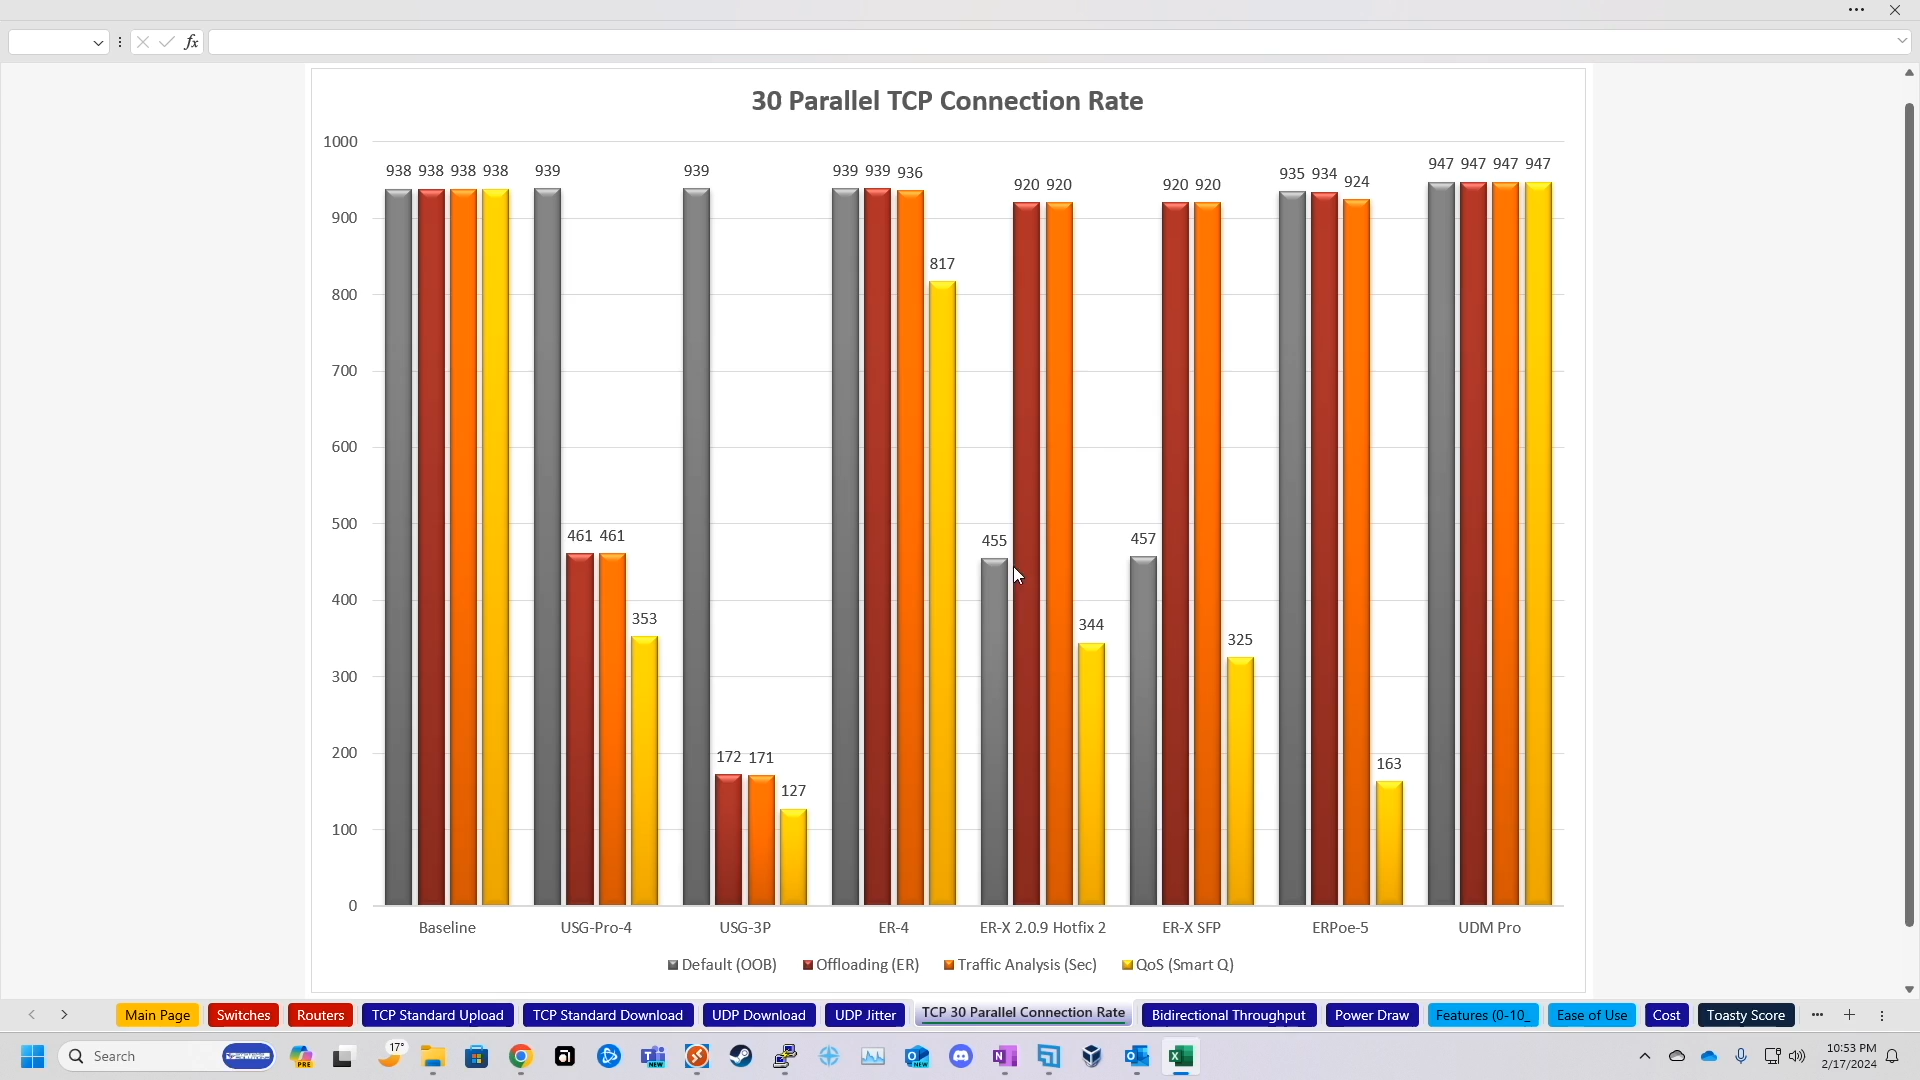 fx
30 Parallel TCP Connection Rate
1000
900
800
700
600
500
400
300
200
100
0
938 938 938 938
939
461 461
353
939
172 171
127
939 939 936
817
455
920 920
344
457
920 920
325
935 934 924
163
947 947 947 947
Baseline USG-Pro-4 USG-3P ER-4 ER-X 2.0.9 Hotfix 2 ER-X SFP ERPoe-5 UDM Pro
Default (OOB) Offloading (ER) Traffic Analysis (Sec) QoS (Smart Q)
Main Page Switches Routers TCP Standard Upload TCP Standard Download UDP Download UDP Jitter TCP 30 Parallel Connection Rate Bidirectional Throughput Power Draw Features (0-10_ Ease of Use Cost Toasty Score
Search PRE 17° NEW NEW 10:53 PM
2/17/2024